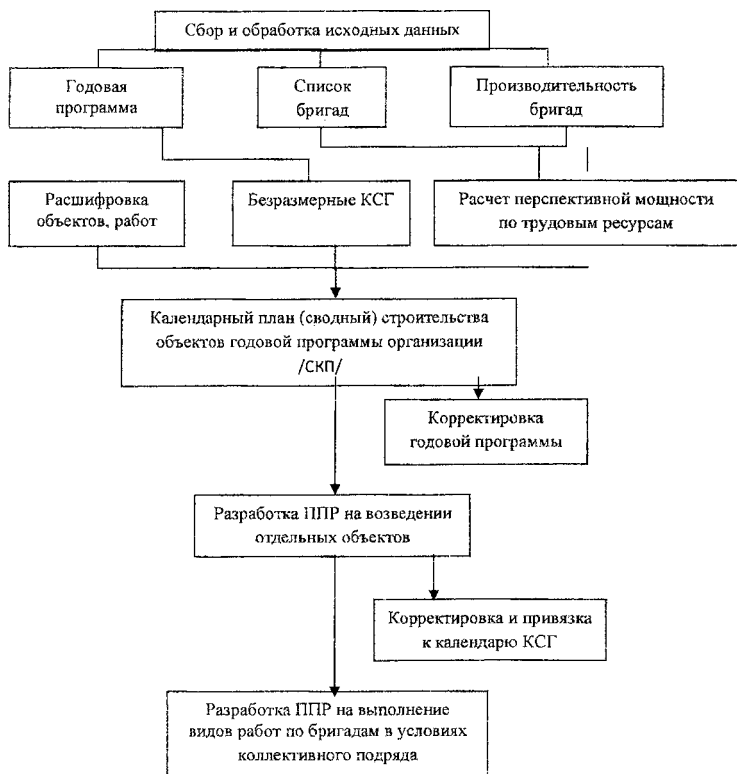 Сбор и обработка исходных данных
Годовая
программа
Список
бригад
Производительность
бригад
Расшифровка
объектов, работ
Безразмерные КСГ
Расчет перспективной мощности
по трудовым ресурсам
Календарный план (сводный) строительства
объектов годовой программы организации
/СКП/
Корректировка
годовой программы
Разработка ППР на возведении
отдельных объектов
Корректировка и привязка
к календарю КСГ
Разработка ППР на выполнение
видов работ по бригадам в условиях
коллективного подряда